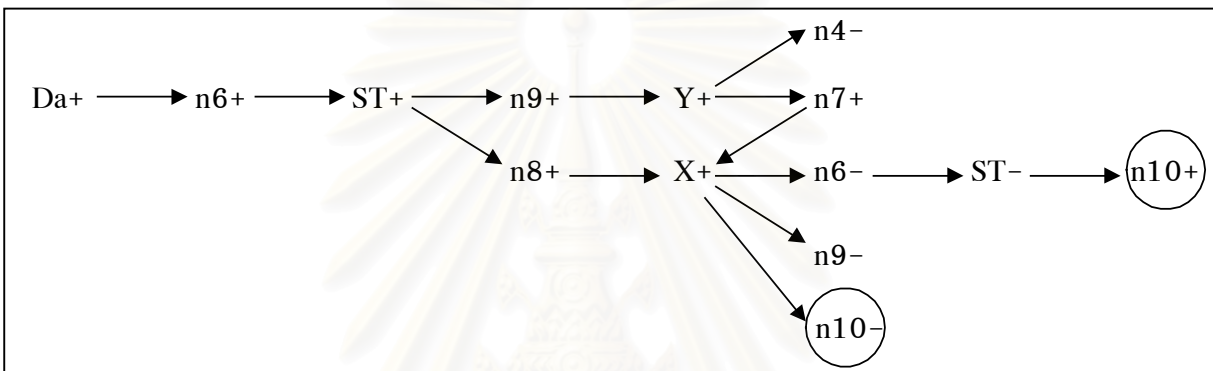 n4-
Da+ n6+ ST+ n9+ Y+ n7+
n8+ X+ n6- ST- n10+
n9-
n10-